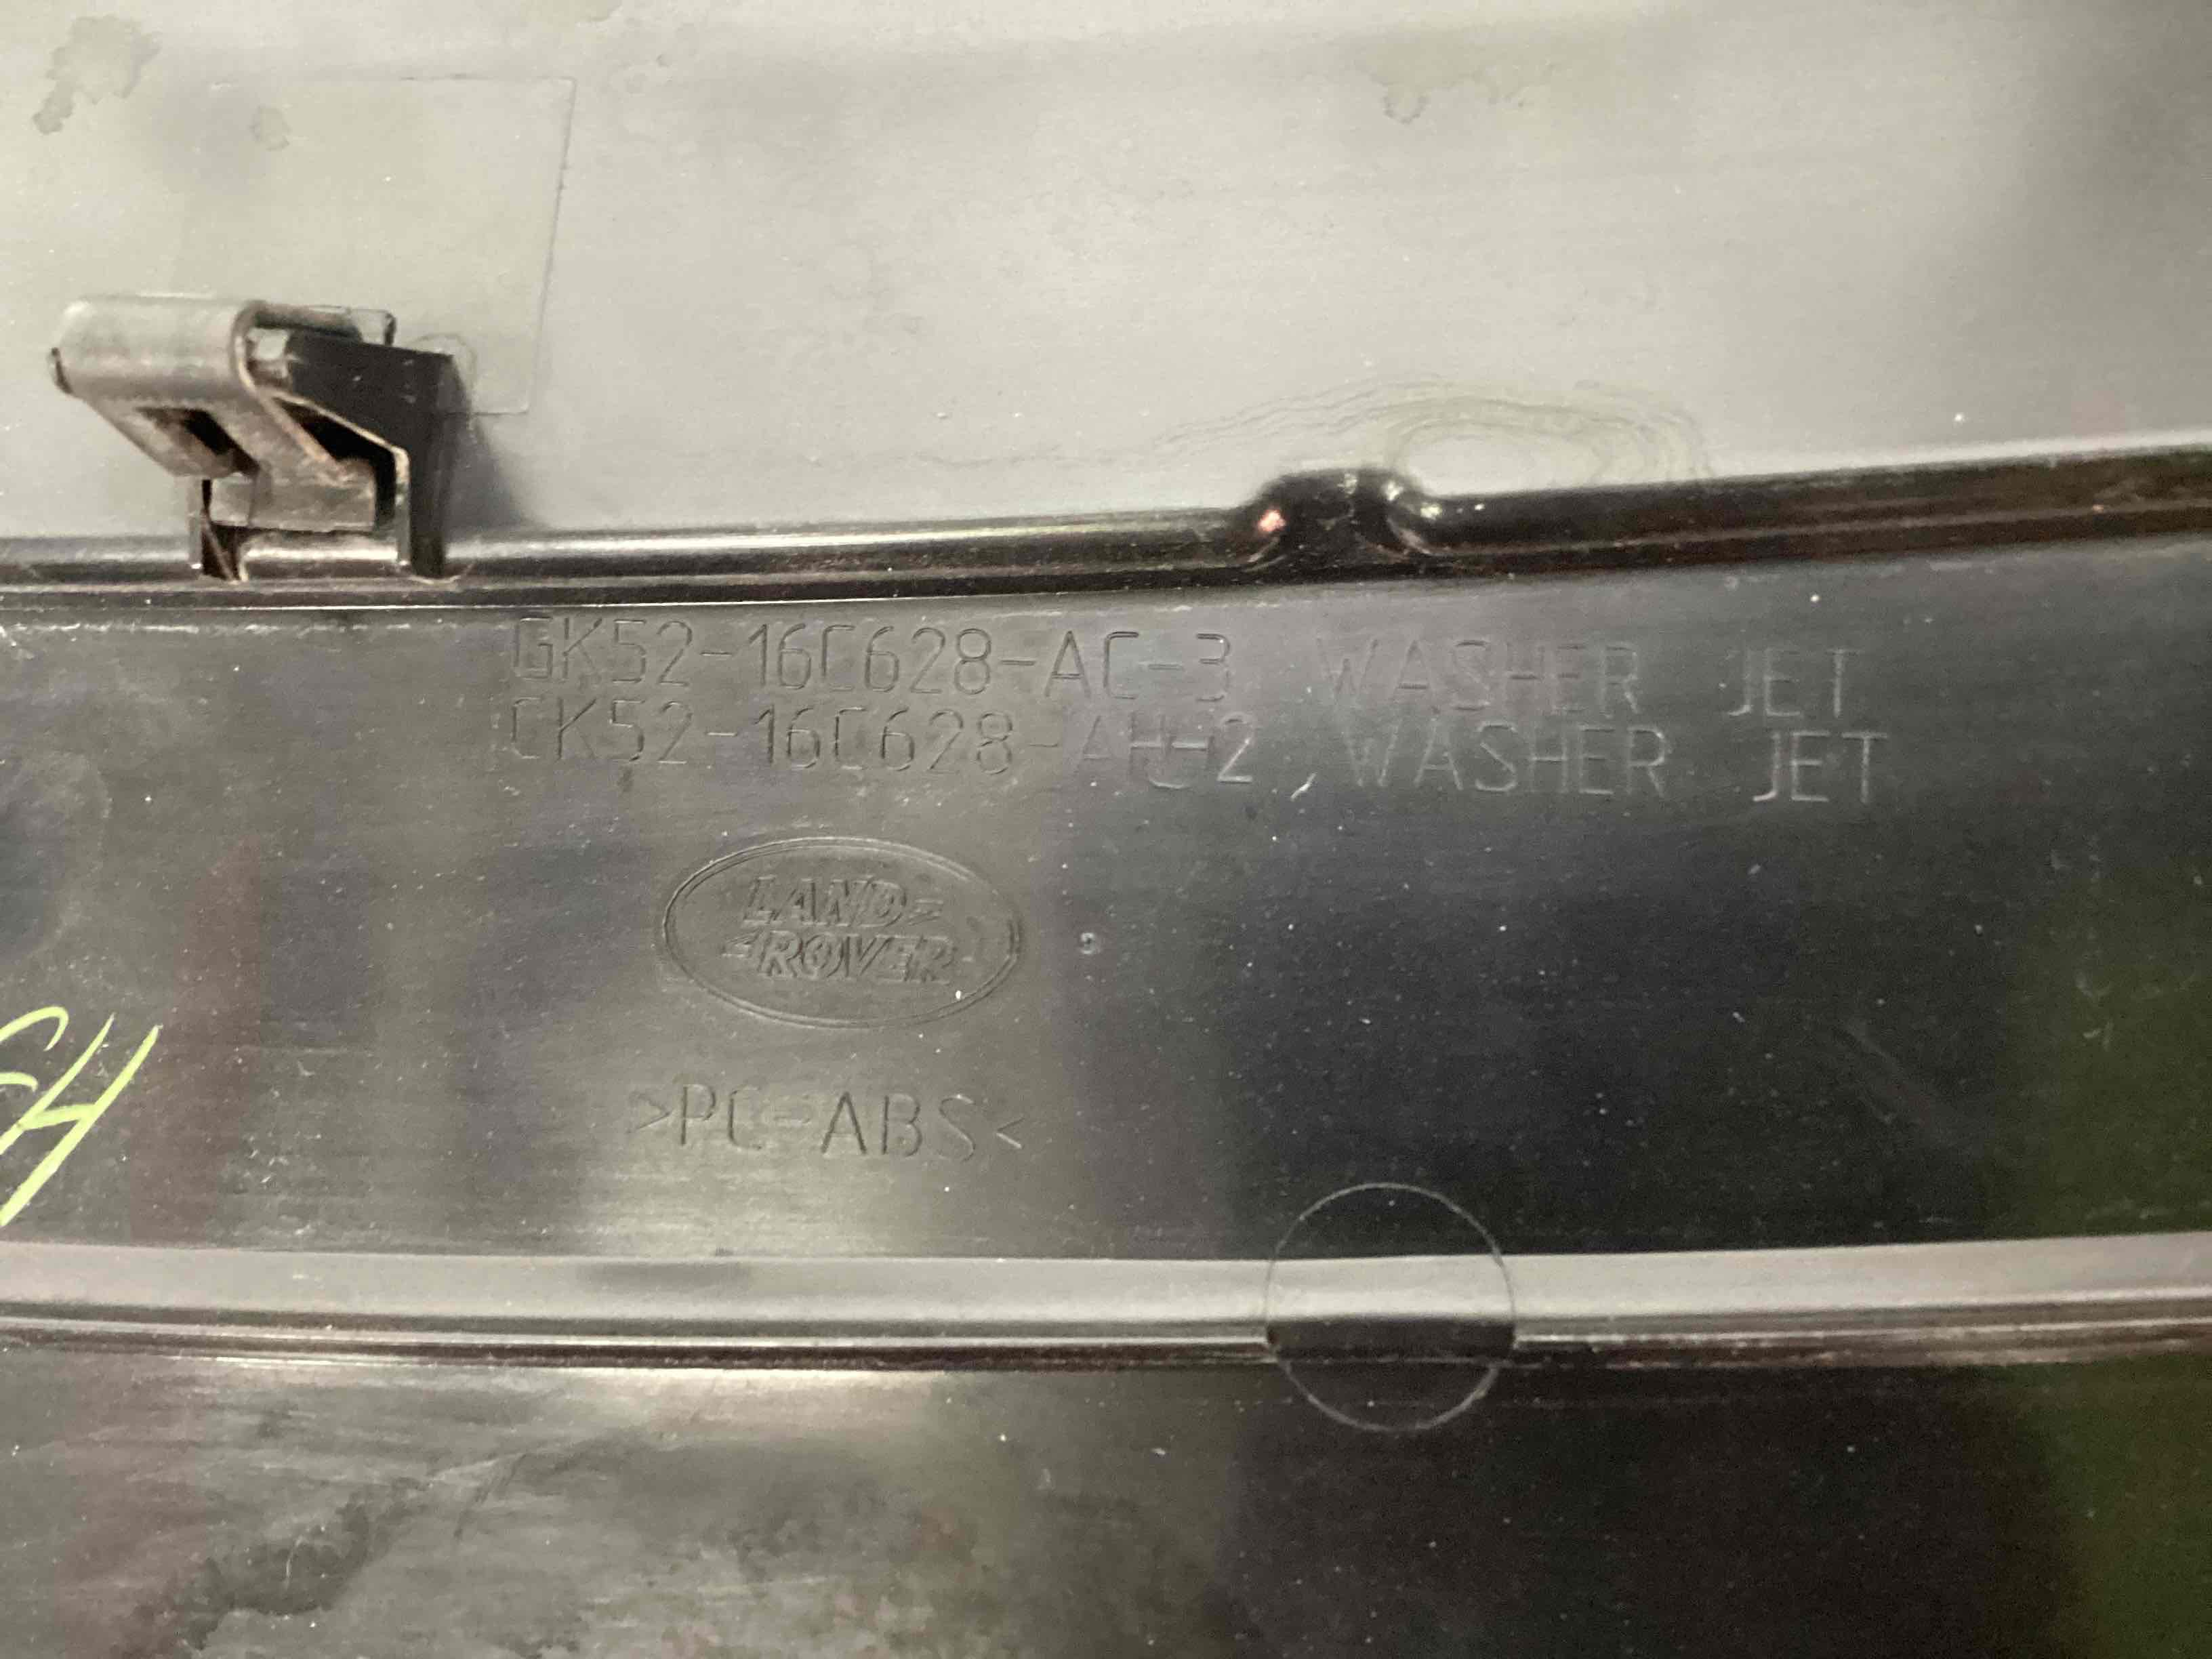 GK52-16C628-AC-3 WASHER JET
CK52-16C628-AH-2 WASHER JET
LAND-
-ROVER
>PC-ABS<